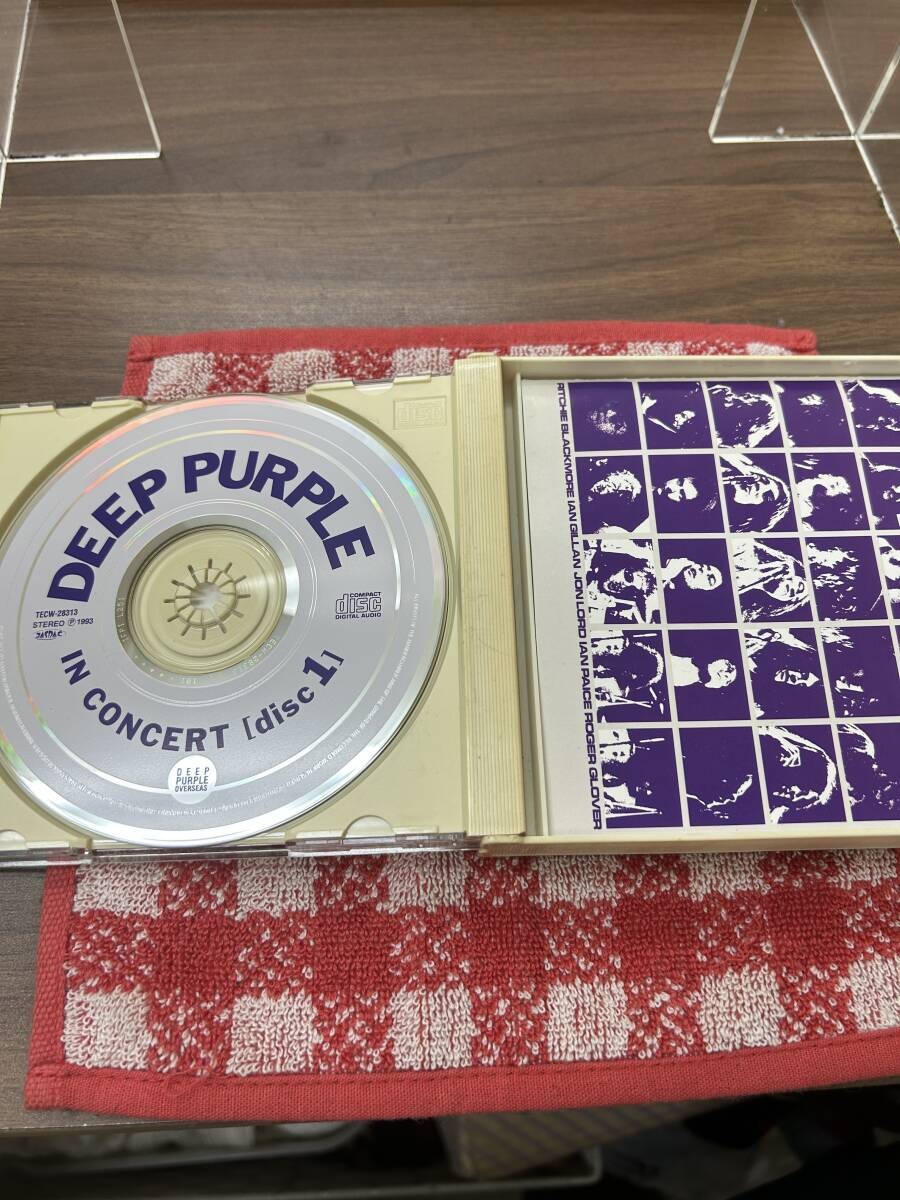 DEEP PURPLE
TECW-28313
STEREO Ⓟ 1993
COMPACT
disc
DIGITAL AUDIO
IN CONCERT [disc 1]
DEEP
PURPLE
OVERSEAS
disc
RITCHIE BLACKMORE IAN GILLAN JON LORD IAN PAICE ROGER GLOVER